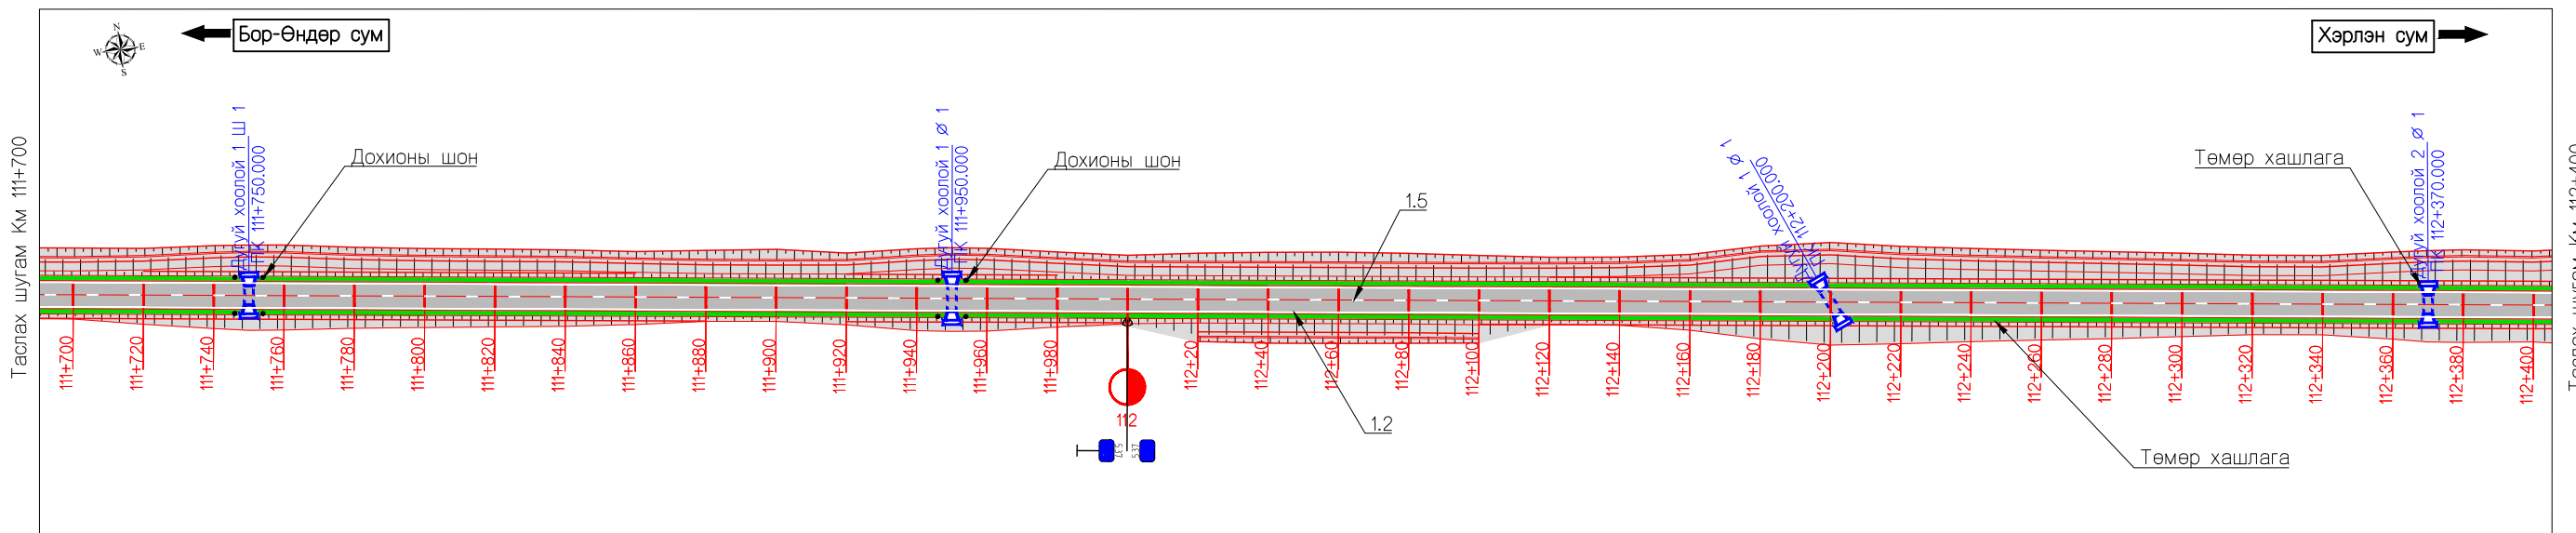 N
W E
S
Бор-Өндөр сум
Хэрлэн сум
Таслах шугам Км 111+700
Дугуй хоолой 1 Ш 1
ПК 111+750.000
Дохионы шон
Дугуй хоолой 1 Ø 1
ПК 111+950.000
Дохионы шон
1.5
Дугуй хоолой 1 Ø 1
ПК 112+200.000
Төмөр хашлага
Дугуй хоолой 2 Ø 1
ПК 112+370.000
Таслах шугам Км 112+400
111+700
111+720
111+740
111+760
111+780
111+800
111+820
111+840
111+860
111+880
111+900
111+920
111+940
111+960
111+980
112+20
112+40
112+60
112+80
112+100
112+120
112+140
112+160
112+180
112+200
112+220
112+240
112+260
112+280
112+300
112+320
112+340
112+360
112+380
112+400
112
1.2
Төмөр хашлага
537